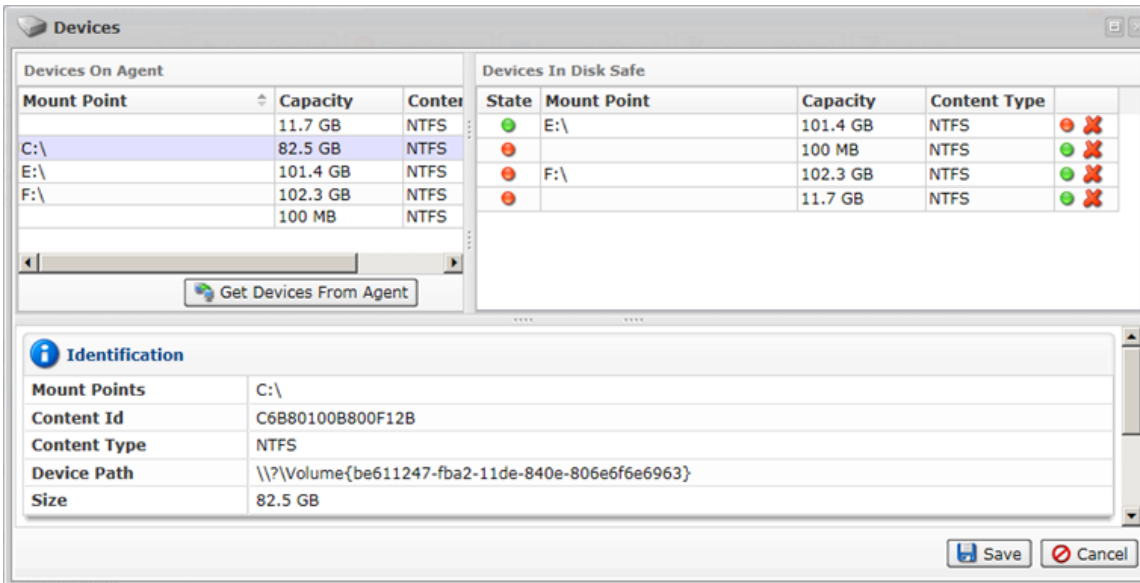 Devices
Devices On Agent
Mount Point Capacity Conter
11.7 GB NTFS
C:\ 82.5 GB NTFS
E:\ 101.4 GB NTFS
F:\ 102.3 GB NTFS
100 MB NTFS
Get Devices From Agent
Devices In Disk Safe
State Mount Point Capacity Content Type
E:\ 101.4 GB NTFS
100 MB NTFS
F:\ 102.3 GB NTFS
11.7 GB NTFS
Identification
Mount Points C:\
Content Id C6B80100B800F12B
Content Type NTFS
Device Path \\?\Volume{be611247-fba2-11de-840e-806e6f6e6963}
Size 82.5 GB
Save Cancel